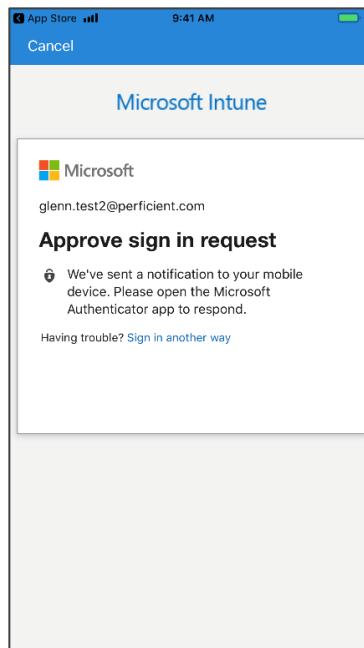 App Store 9:41 AM
Cancel
Microsoft Intune
Microsoft
glenn.test2@perficient.com
Approve sign in request
We've sent a notification to your mobile
device. Please open the Microsoft
Authenticator app to respond.
Having trouble? Sign in another way